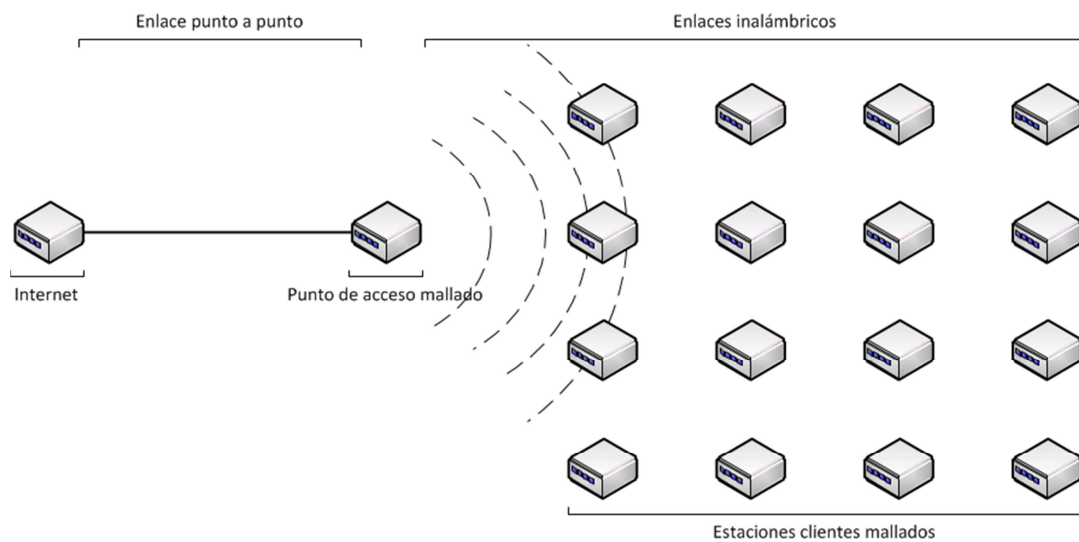 Enlace punto a punto
Enlaces inalámbricos
Internet
Punto de acceso mallado
Estaciones clientes mallados